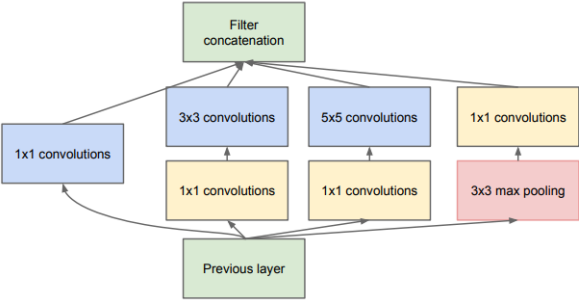 Filter
concatenation
3x3 convolutions
5x5 convolutions
1x1 convolutions
1x1 convolutions
1x1 convolutions
1x1 convolutions
3x3 max pooling
Previous layer